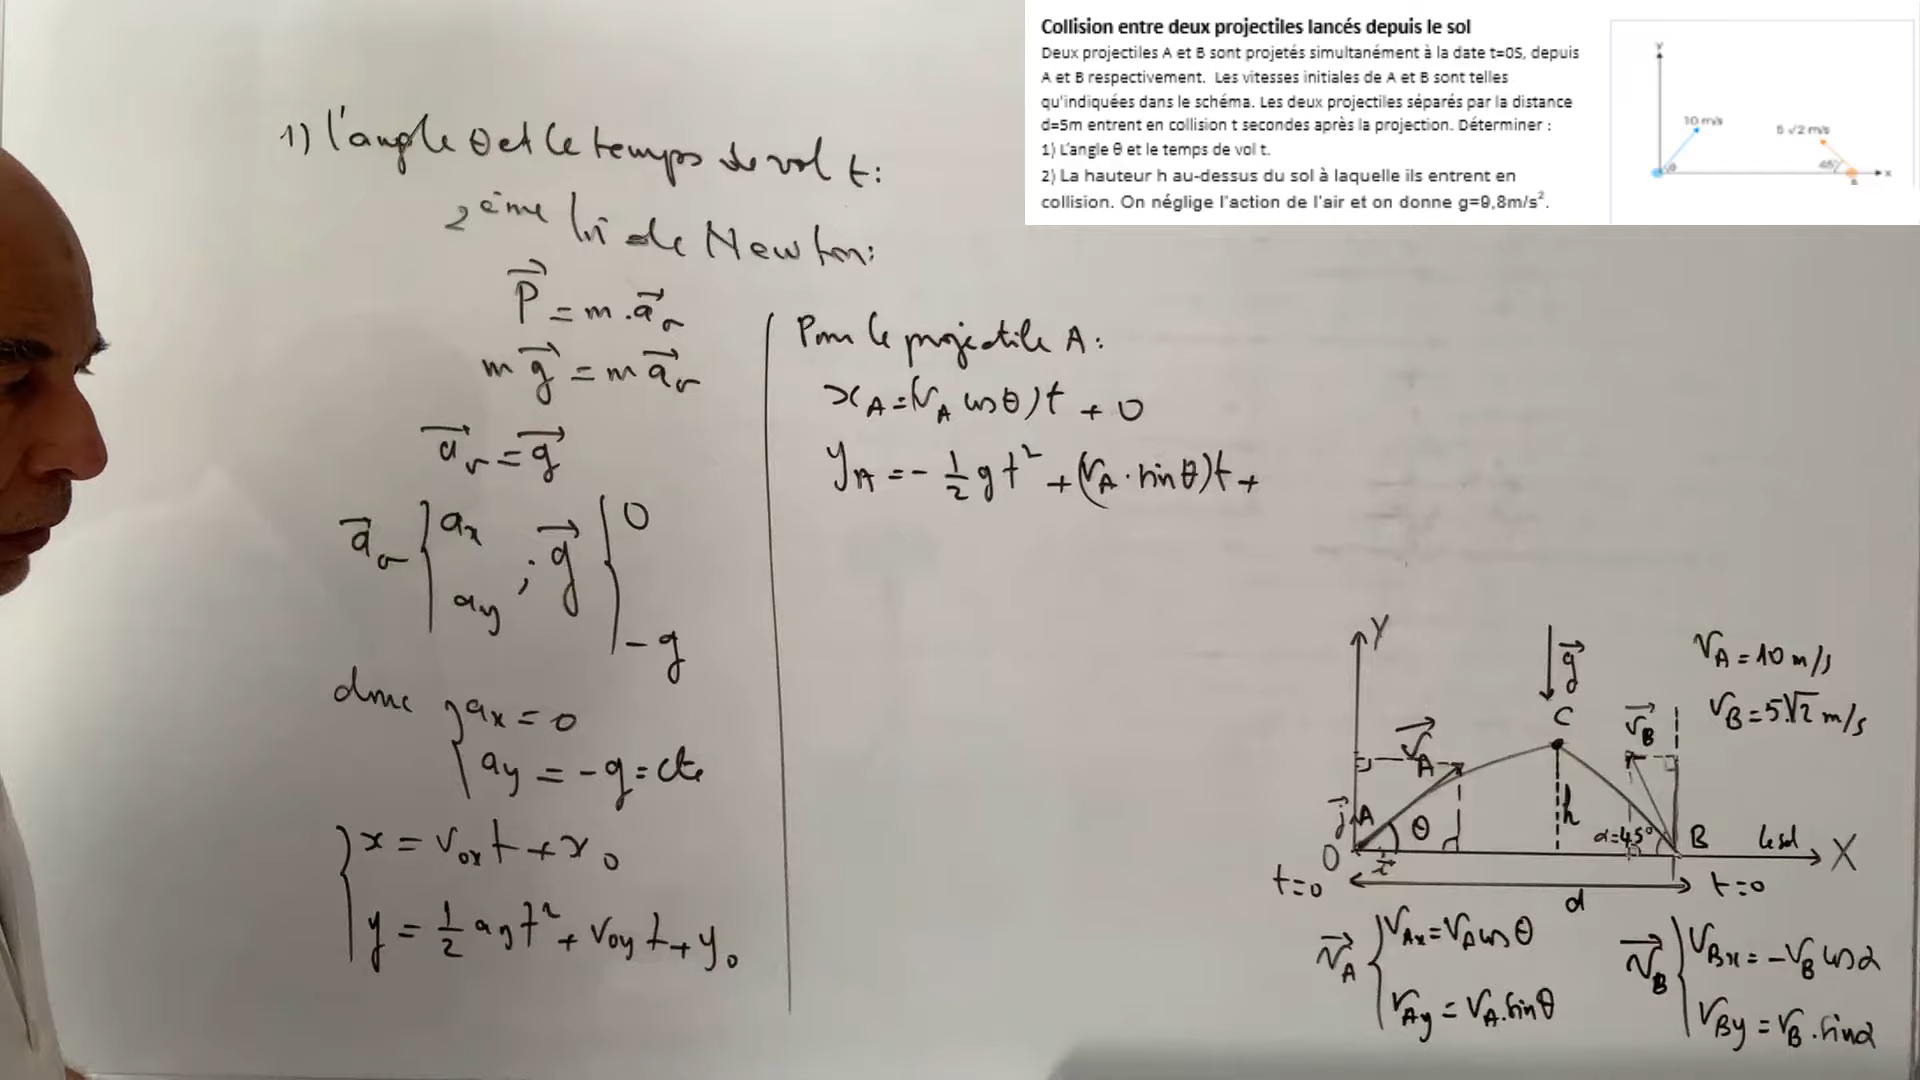 Collision entre deux projectiles lancés depuis le sol
Deux projectiles A et B sont projetés simultanément à la date t=0S, depuis
A et B respectivement. Les vitesses initiales de A et B sont telles
qu'indiquées dans le schéma. Les deux projectiles séparés par la distance
d=5m entrent en collision t secondes après la projection. Déterminer :
1) L'angle θ et le temps de vol t.
2) La hauteur h au-dessus du sol à laquelle ils entrent en
collision. On néglige l'action de l'air et on donne g=9,8m/s².
y
10 m/s
5 √2 m/s
θ
45°
x
1) l'angle θ et le temps de vol t:
2ème loi de Newton:
P⃗ = m.a⃗
m g⃗ = m a⃗
a⃗ = g⃗
a⃗ { ax ay ; g⃗ { 0 -g
donc { ax = 0
ay = -g = cte
{ x = v₀ₓt + x₀
y = 1/2 ay t² + v₀y t + y₀
Pour le projectile A:
xA = (vA cosθ)t + 0
yA = - 1/2 g t² + (vA . sinθ)t +
Y
g⃗
C
vA = 10 m/s
vB = 5√2 m/s
v⃗A
v⃗B
j⃗ A
θ
h
α=45°
B
le sol
X
O
i⃗
t=0
d
t=0
v⃗A { vAx = vA cosθ
vAy = vA.sinθ
v⃗B { vBx = -vB cosα
vBy = vB . sinα